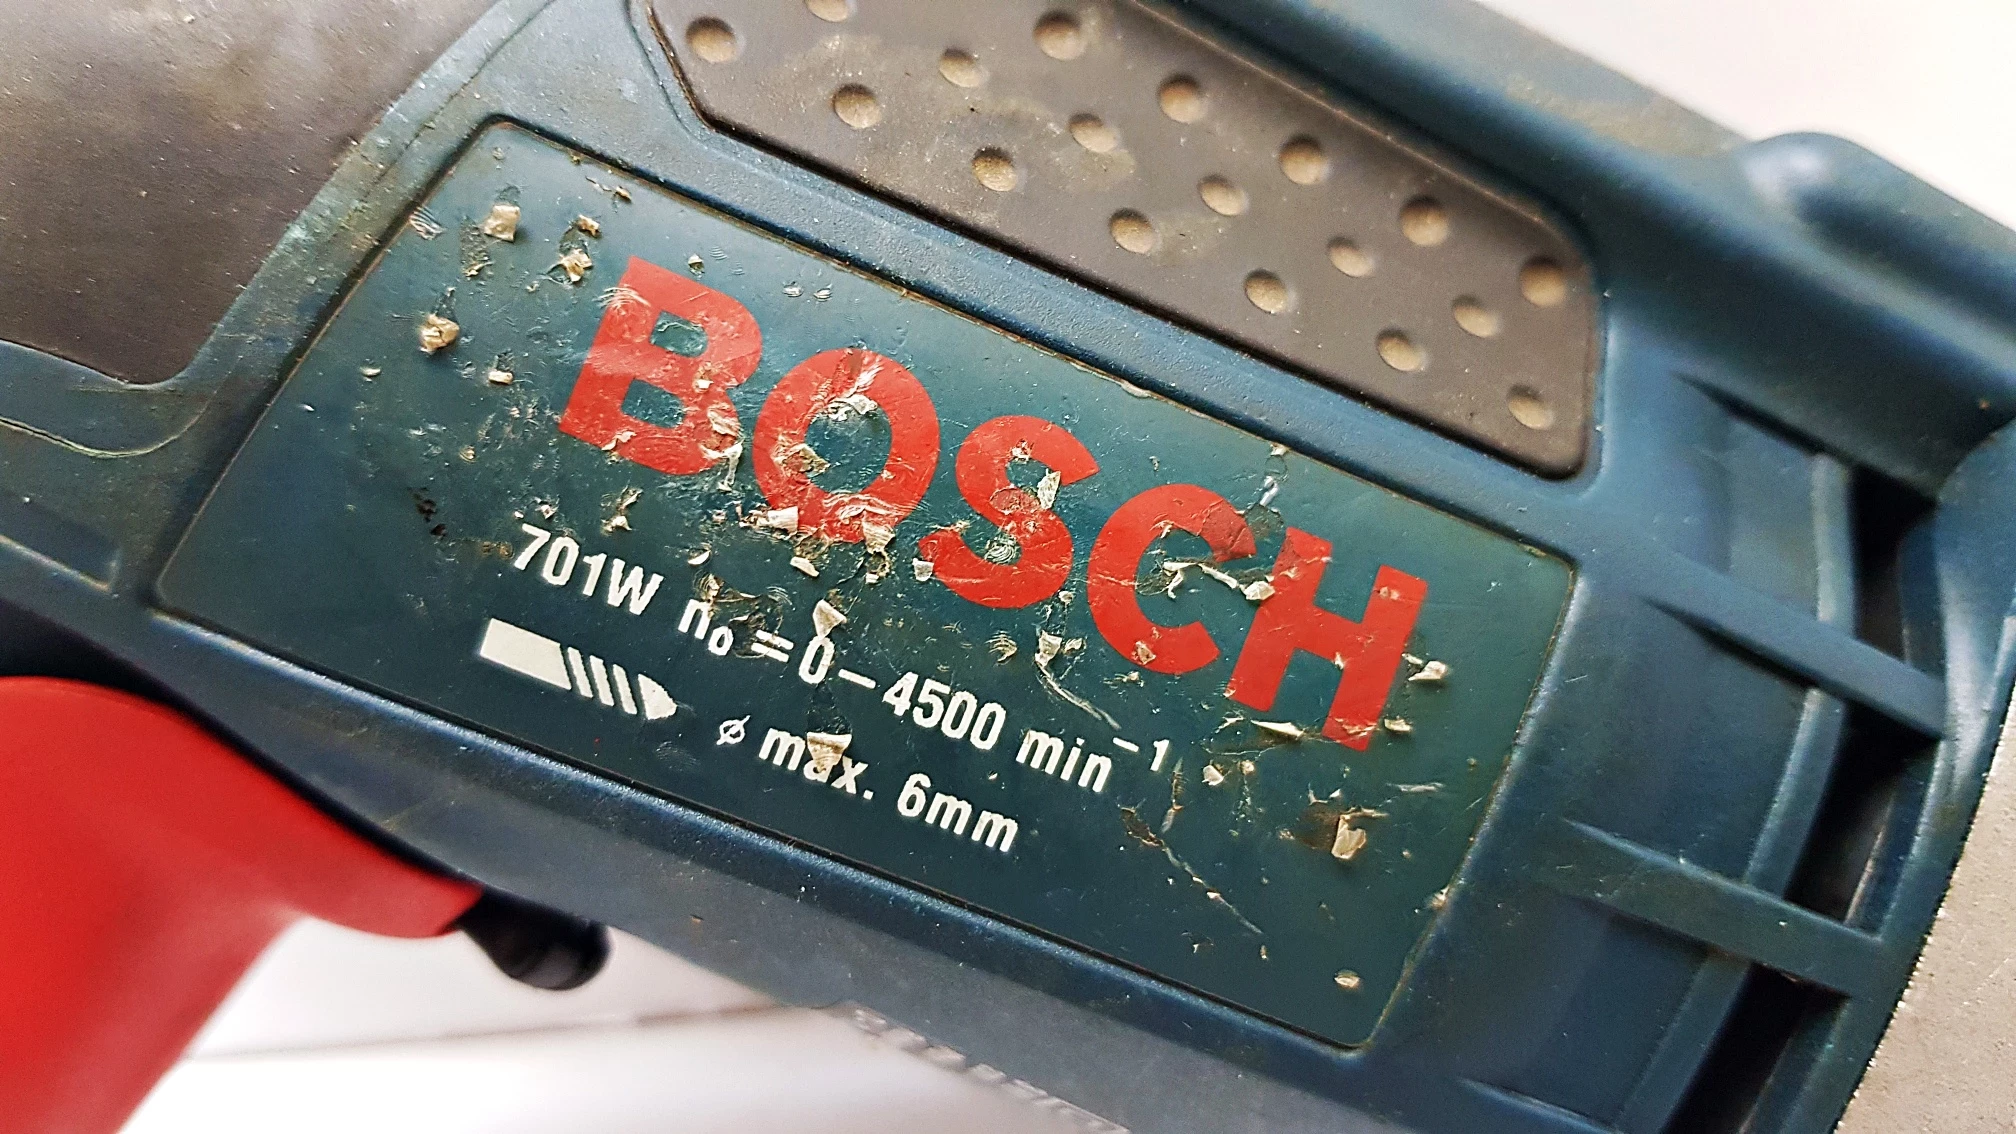 BOSCH
701W n₀ = 0 – 4500 min⁻¹
ø max. 6mm